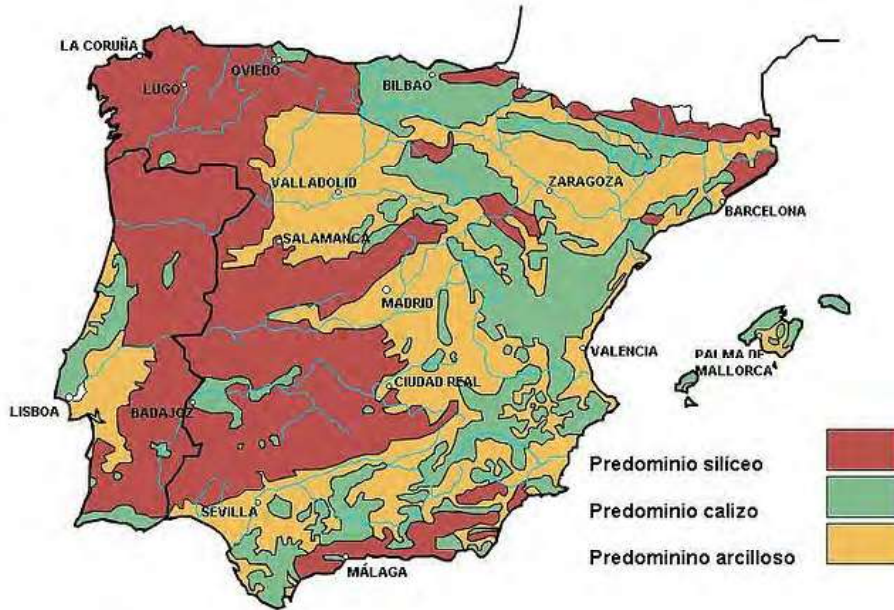 LA CORUÑA
OVIEDO
LUGO
BILBAO
VALLADOLID
ZARAGOZA
BARCELONA
SALAMANCA
MADRID
VALENCIA
PALMA DE
MALLORCA
CIUDAD REAL
LISBOA
BADAJOZ
SEVILLA
MÁLAGA
Predominio silíceo
Predominio calizo
Predominino arcilloso